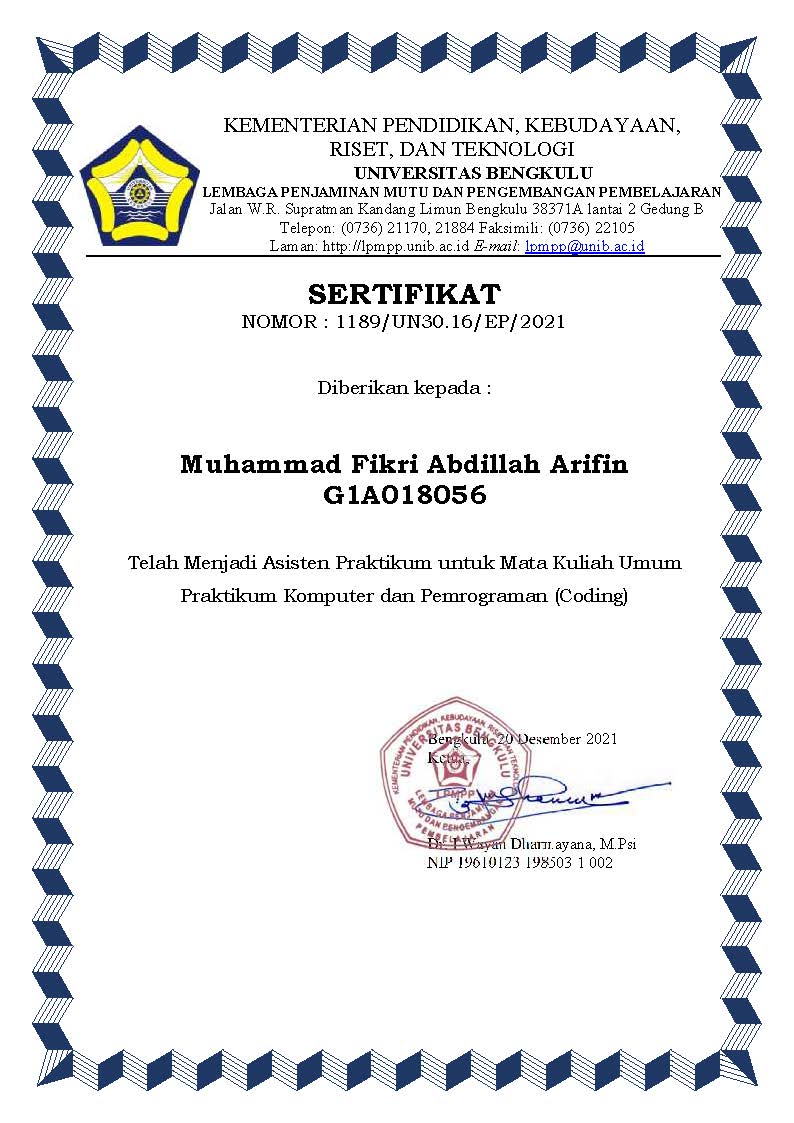 KEMENTERIAN PENDIDIKAN, KEBUDAYAAN,
RISET, DAN TEKNOLOGI
UNIVERSITAS BENGKULU
LEMBAGA PENJAMINAN MUTU DAN PENGEMBANGAN PEMBELAJARAN
Jalan W.R. Supratman Kandang Limun Bengkulu 38371A lantai 2 Gedung B
Telepon: (0736) 21170, 21884 Faksimili: (0736) 22105
Laman: http://lpmpp.unib.ac.id E-mail: lpmpp@unib.ac.id
SERTIFIKAT
NOMOR : 1189/UN30.16/EP/2021
Diberikan kepada :
Muhammad Fikri Abdillah Arifin
G1A018056
Telah Menjadi Asisten Praktikum untuk Mata Kuliah Umum
Praktikum Komputer dan Pemrograman (Coding)
Bengkulu, 20 Desember 2021
Ketua,
KEMENTERIAN PENDIDIKAN, KEBUDAYAAN, RISET, DAN TEKNOLOGI
UNIVERSITAS BENGKULU
LPMPP
LEMBAGA PENJAMINAN
MUTU DAN PENGEMBANGAN
PEMBELAJARAN
Dr. I Wayan Dharmayana, M.Psi
NIP 19610123 198503 1 002